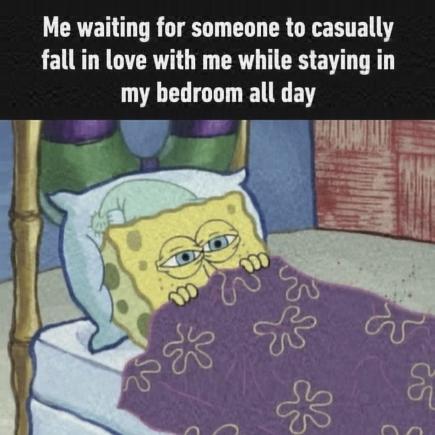 Me waiting for someone to casually
fall in love with me while staying in
my bedroom all day